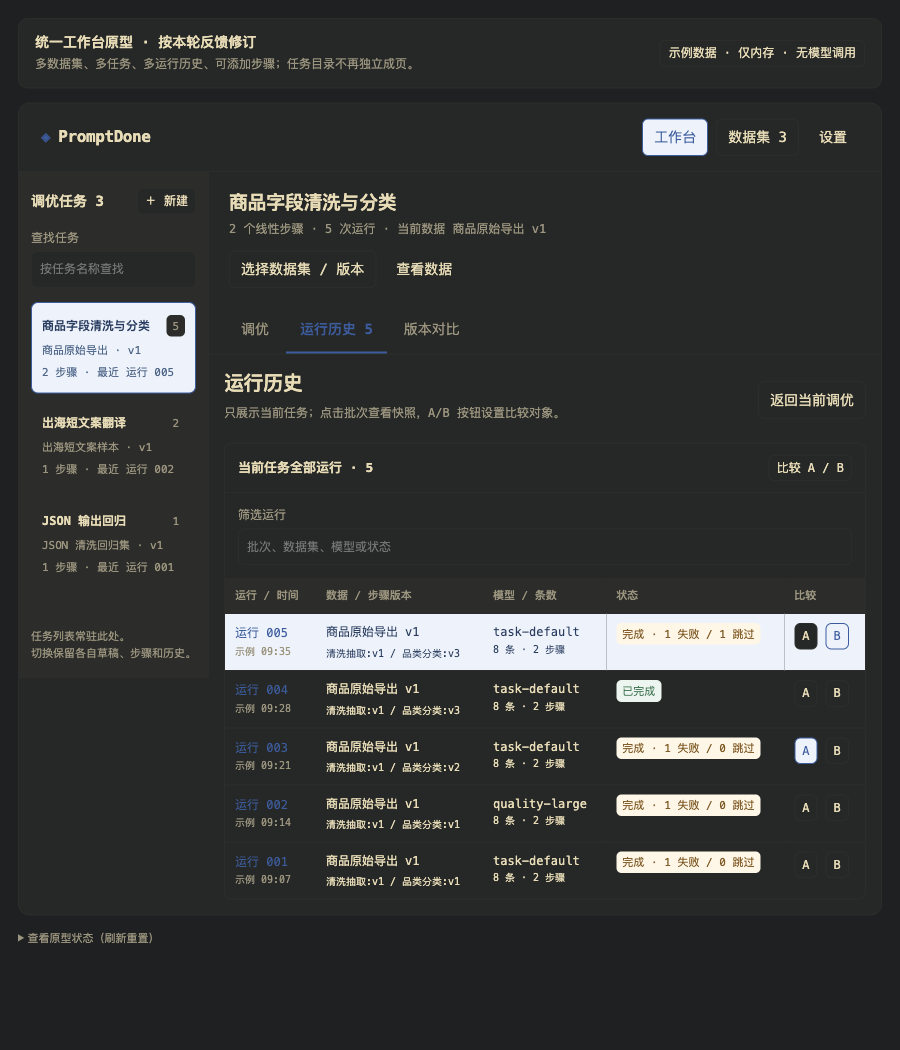 统一工作台原型 · 按本轮反馈修订
多数据集、多任务、多运行历史、可添加步骤；任务目录不再独立成页。
示例数据 · 仅内存 · 无模型调用
◈ PromptDone
工作台
数据集 3
设置
调优任务 3
+ 新建
查找任务
按任务名称查找
商品字段清洗与分类 5
商品原始导出 · v1
2 步骤 · 最近 运行 005
出海短文案翻译 2
出海短文案样本 · v1
1 步骤 · 最近 运行 002
JSON 输出回归 1
JSON 清洗回归集 · v1
1 步骤 · 最近 运行 001
任务列表常驻此处。
切换保留各自草稿、步骤和历史。
商品字段清洗与分类
2 个线性步骤 · 5 次运行 · 当前数据 商品原始导出 v1
选择数据集 / 版本
查看数据
调优
运行历史 5
版本对比
运行历史
只展示当前任务；点击批次查看快照，A/B 按钮设置比较对象。
返回当前调优
当前任务全部运行 · 5
比较 A / B
筛选运行
批次、数据集、模型或状态
运行 / 时间 数据 / 步骤版本 模型 / 条数 状态 比较
运行 005 商品原始导出 v1 task-default 完成 · 1 失败 / 1 跳过 A B
示例 09:35 清洗抽取:v1 / 品类分类:v3 8 条 · 2 步骤
运行 004 商品原始导出 v1 task-default 已完成 A B
示例 09:28 清洗抽取:v1 / 品类分类:v3 8 条 · 2 步骤
运行 003 商品原始导出 v1 task-default 完成 · 1 失败 / 0 跳过 A B
示例 09:21 清洗抽取:v1 / 品类分类:v2 8 条 · 2 步骤
运行 002 商品原始导出 v1 quality-large 完成 · 1 失败 / 0 跳过 A B
示例 09:14 清洗抽取:v1 / 品类分类:v1 8 条 · 2 步骤
运行 001 商品原始导出 v1 task-default 完成 · 1 失败 / 0 跳过 A B
示例 09:07 清洗抽取:v1 / 品类分类:v1 8 条 · 2 步骤
▶ 查看原型状态（刷新重置）